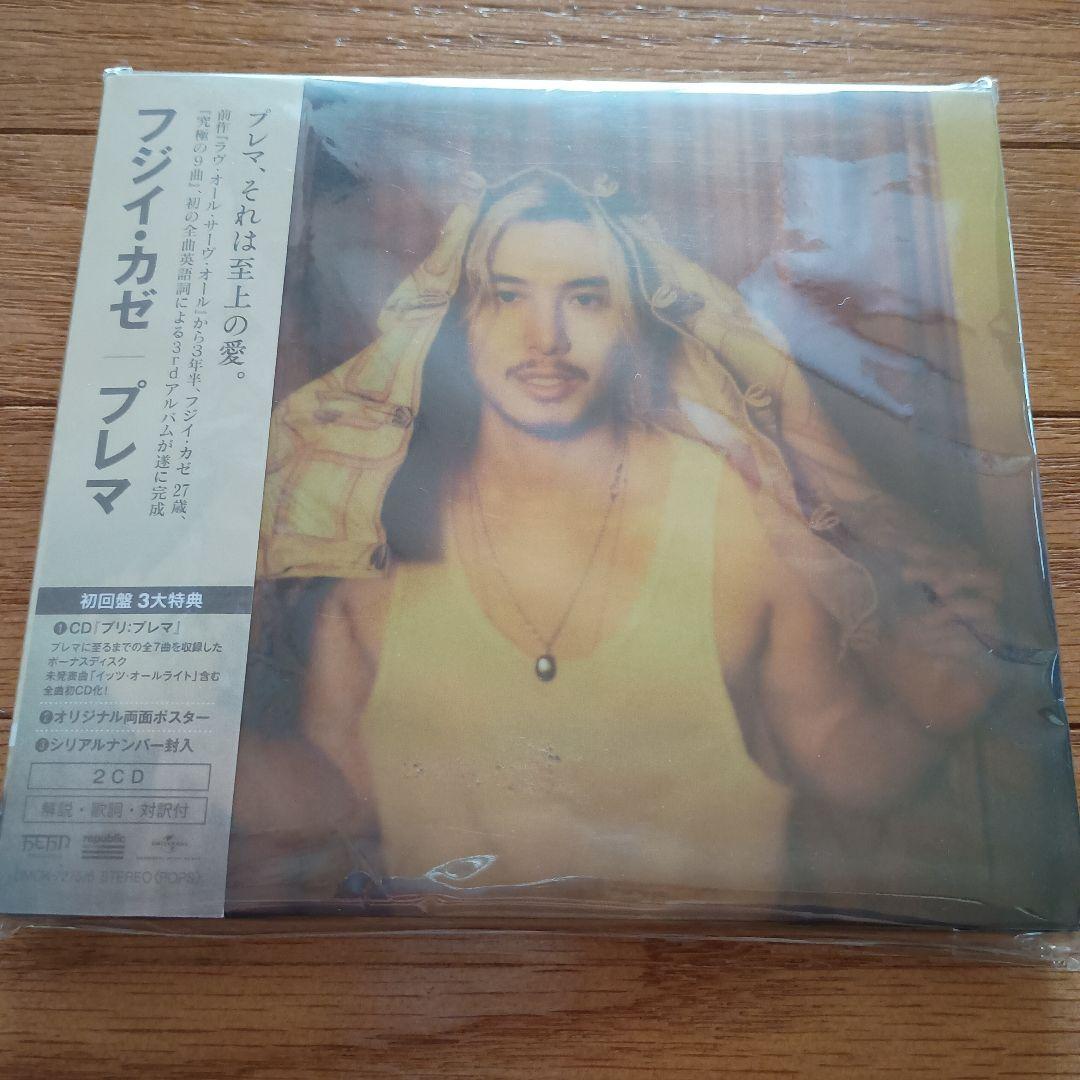 フジイ・カゼ｜プレマ
プレマ、それは至上の愛。
前作『ラヴ・オール・サーヴ・オール』から3年半、フジイ・カゼ 27歳、
『究極の9曲』、初の全曲英語詞による3rdアルバムが遂に完成
初回盤 3大特典
❶CD『プリ:プレマ』
プレマに至るまでの全7曲を収録した
ボーナスディスク
未発表曲「イッツ・オールライト」含む
全曲初CD化!
❷オリジナル両面ポスター
❸シリアルナンバー封入
2CD
解説・歌詞・対訳付
republic
UNIVERSAL
STEREO (POPS)